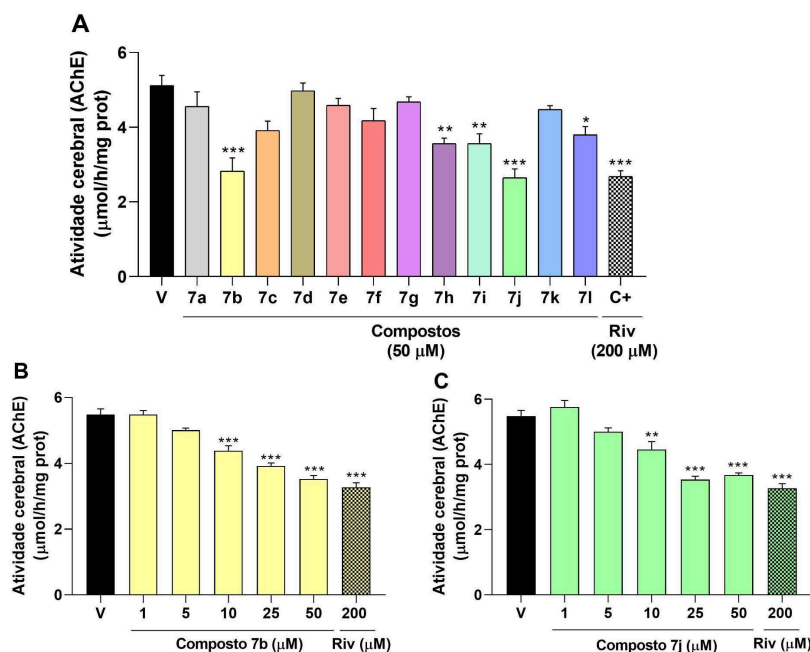 A
Atividade cerebral (AChE)
(μmol/h/mg prot)
6
4
2
0
***
**
**
***
*
***
V 7a 7b 7c 7d 7e 7f 7g 7h 7i 7j 7k 7l C+
Compostos
(50 μM)
Riv
(200 μM)
B
Atividade cerebral (AChE)
(μmol/h/mg prot)
6
4
2
0
***
***
***
***
V 1 5 10 25 50 200
Composto 7b (μM) Riv (μM)
C
Atividade cerebral (AChE)
(μmol/h/mg prot)
6
4
2
0
**
***
***
***
V 1 5 10 25 50 200
Composto 7j (μM) Riv (μM)